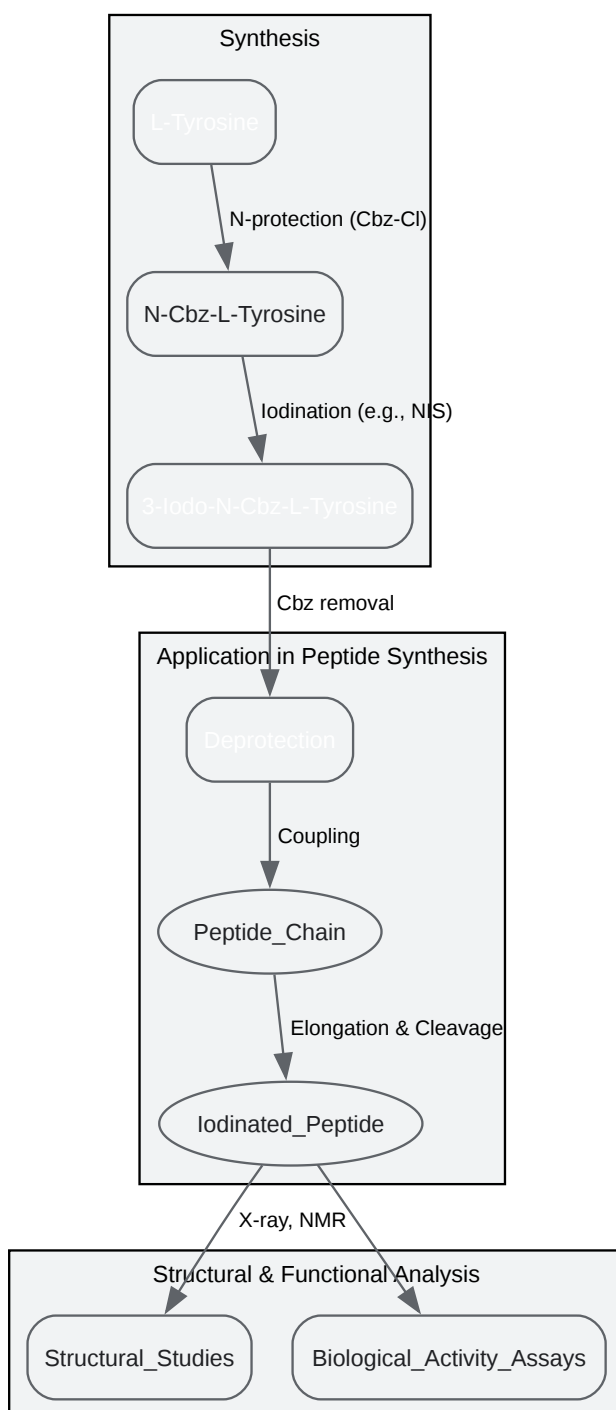 Synthesis
L-Tyrosine
N-protection (Cbz-Cl)
N-Cbz-L-Tyrosine
Iodination (e.g., NIS)
3-Iodo-N-Cbz-L-Tyrosine
Cbz removal
Application in Peptide Synthesis
Deprotection
Coupling
Peptide_Chain
Elongation & Cleavage
Iodinated_Peptide
X-ray, NMR
Structural & Functional Analysis
Structural_Studies
Biological_Activity_Assays